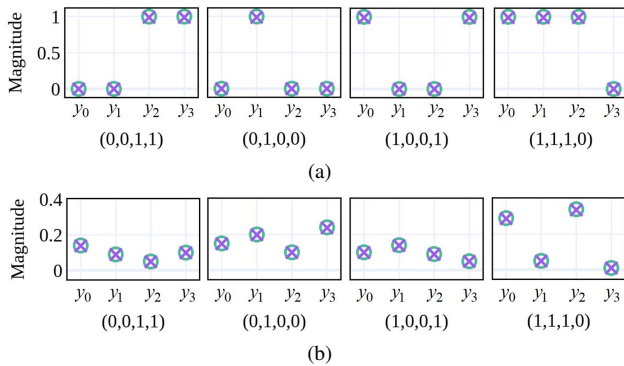 Magnitude
1
0.5
0
y0 y1 y2 y3 y0 y1 y2 y3 y0 y1 y2 y3 y0 y1 y2 y3
(0,0,1,1) (0,1,0,0) (1,0,0,1) (1,1,1,0)
(a)
Magnitude
0.4
0.2
0
y0 y1 y2 y3 y0 y1 y2 y3 y0 y1 y2 y3 y0 y1 y2 y3
(0,0,1,1) (0,1,0,0) (1,0,0,1) (1,1,1,0)
(b)